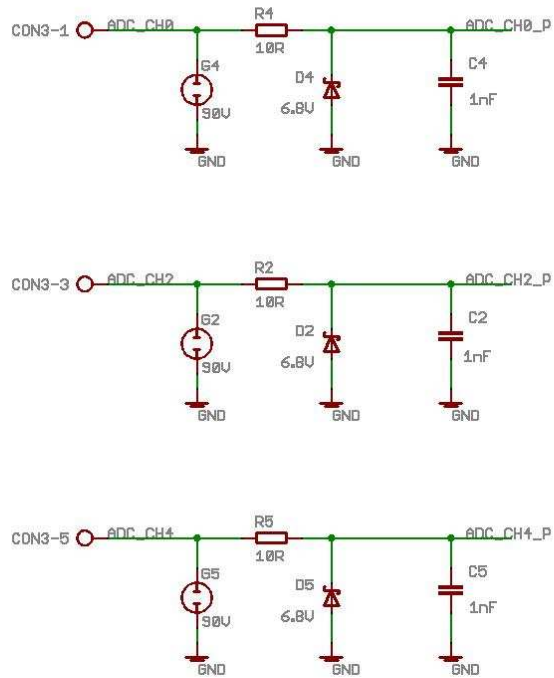 CON3-1 ADC_CH0 R4 10R ADC_CH0_P
G4 90V GND
D4 6.8V GND
C4 1nF GND
CON3-3 ADC_CH2 R2 10R ADC_CH2_P
G2 90V GND
D2 6.8V GND
C2 1nF GND
CON3-5 ADC_CH4 R5 10R ADC_CH4_P
G5 90V GND
D5 6.8V GND
C5 1nF GND